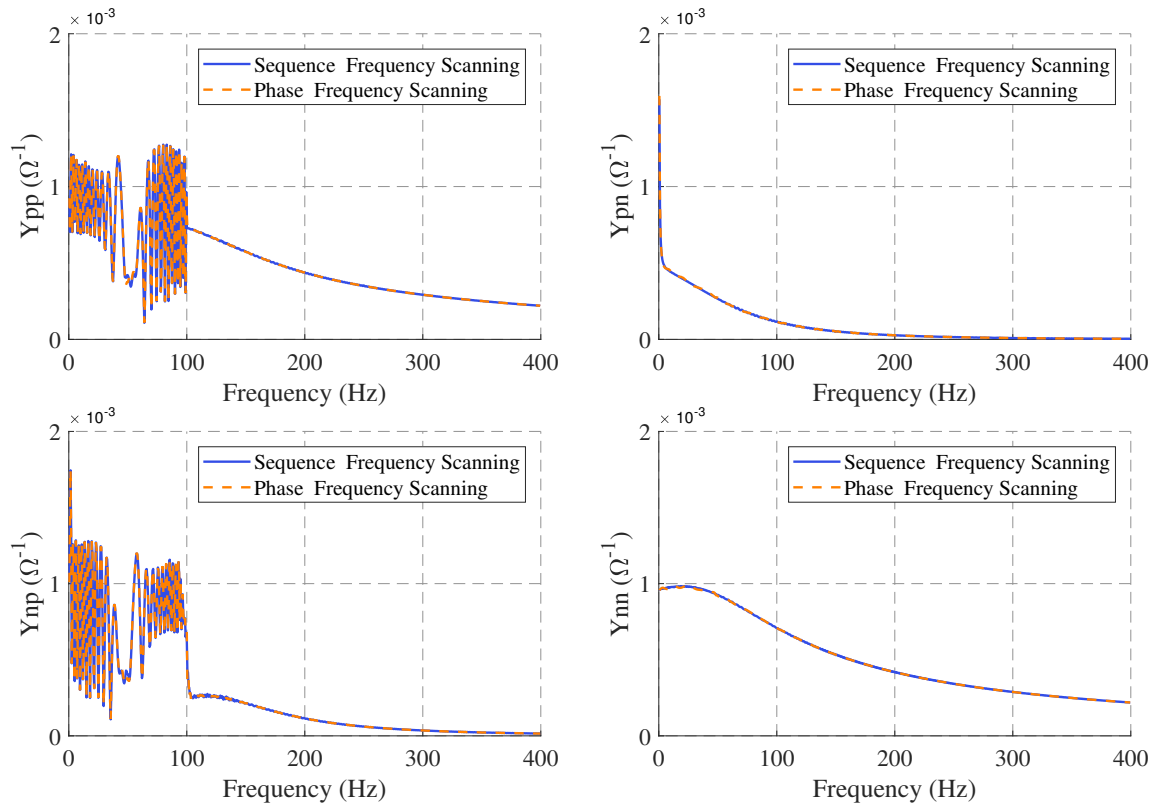 × 10⁻³
2
1
0
Ypp (Ω⁻¹)
Sequence Frequency Scanning
Phase Frequency Scanning
0 100 200 300 400
Frequency (Hz)
× 10⁻³
2
1
0
Ypn (Ω⁻¹)
Sequence Frequency Scanning
Phase Frequency Scanning
0 100 200 300 400
Frequency (Hz)
× 10⁻³
2
1
0
Ynp (Ω⁻¹)
Sequence Frequency Scanning
Phase Frequency Scanning
0 100 200 300 400
Frequency (Hz)
× 10⁻³
2
1
0
Ynn (Ω⁻¹)
Sequence Frequency Scanning
Phase Frequency Scanning
0 100 200 300 400
Frequency (Hz)